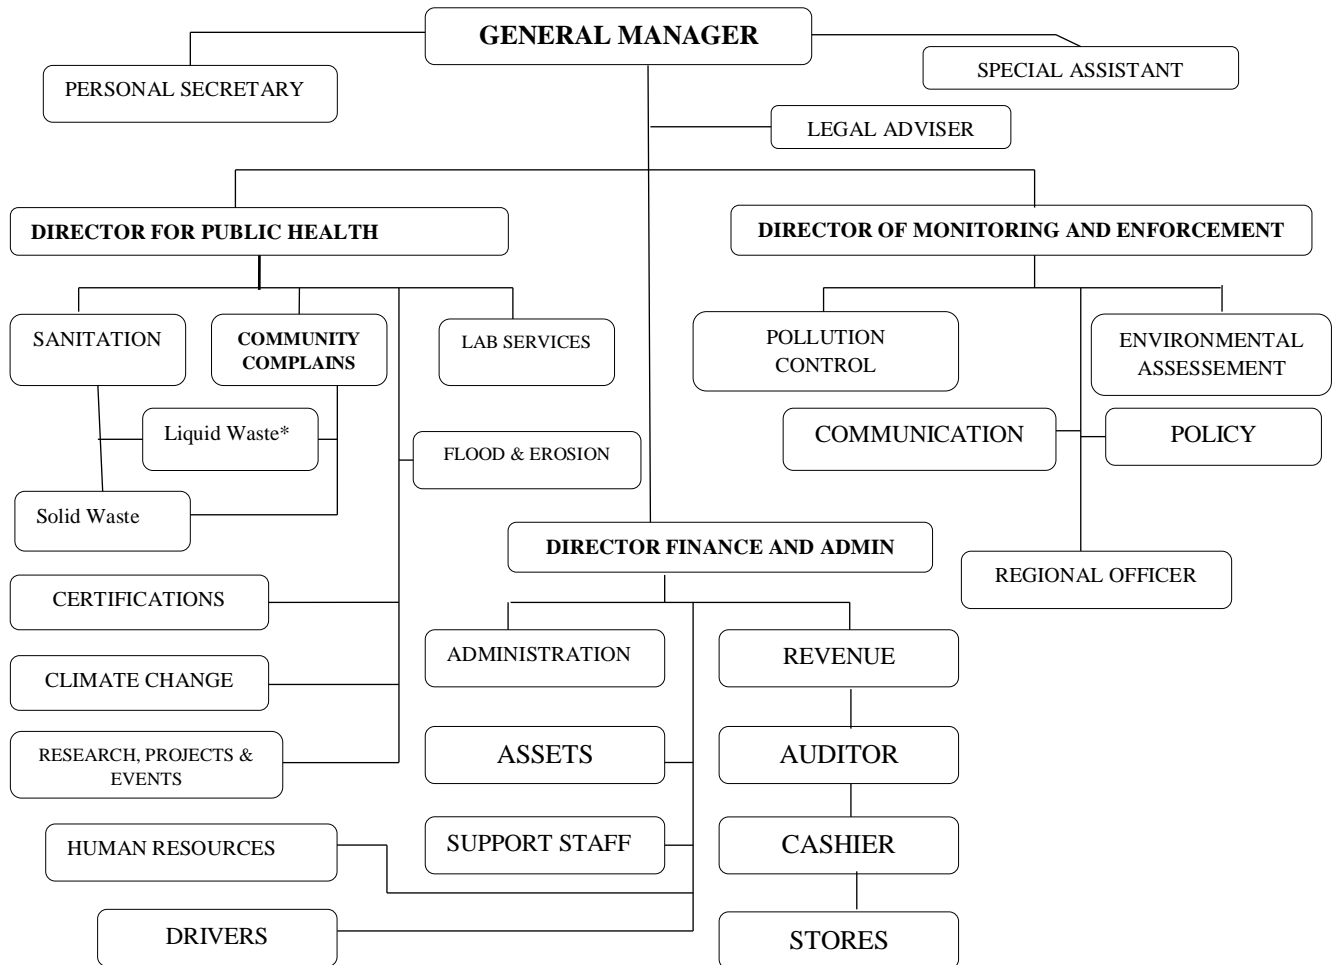 GENERAL MANAGER
PERSONAL SECRETARY
SPECIAL ASSISTANT
LEGAL ADVISER
DIRECTOR FOR PUBLIC HEALTH
DIRECTOR OF MONITORING AND ENFORCEMENT
SANITATION
COMMUNITY
COMPLAINS
LAB SERVICES
POLLUTION
CONTROL
ENVIRONMENTAL
ASSESSEMENT
Liquid Waste*
FLOOD & EROSION
COMMUNICATION
POLICY
Solid Waste
DIRECTOR FINANCE AND ADMIN
REGIONAL OFFICER
CERTIFICATIONS
ADMINISTRATION
REVENUE
CLIMATE CHANGE
RESEARCH, PROJECTS &
EVENTS
ASSETS
AUDITOR
HUMAN RESOURCES
SUPPORT STAFF
CASHIER
DRIVERS
STORES